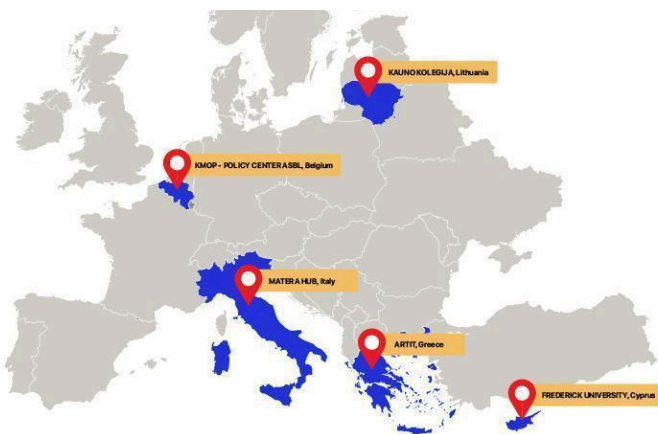 KAUNO KOLEGIJA, Lithuania
KMOP - POLICY CENTER ASBL, Belgium
MATERA HUB, Italy
ARTIT, Greece
FREDERICK UNIVERSITY, Cyprus